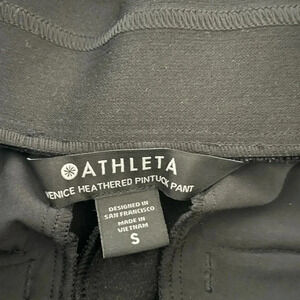 ATHLETA
VENICE HEATHERED PINTUCK PANT
DESIGNED IN
SAN FRANCISCO
MADE IN
VIETNAM
S